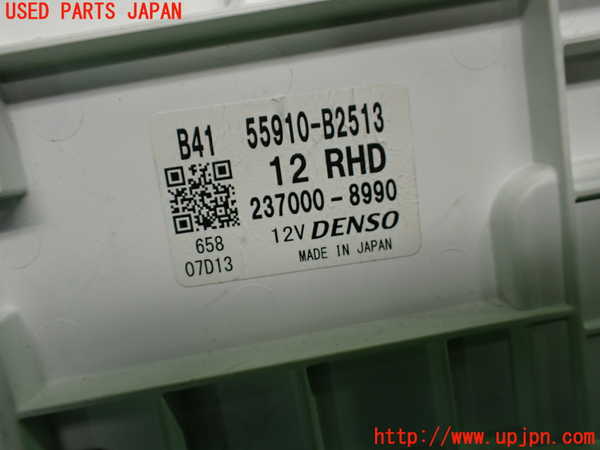 USED PARTS JAPAN
B41 55910-B2513
12 RHD
237000-8990
658 12V DENSO
07D13 MADE IN JAPAN
http://www.upjpn.com